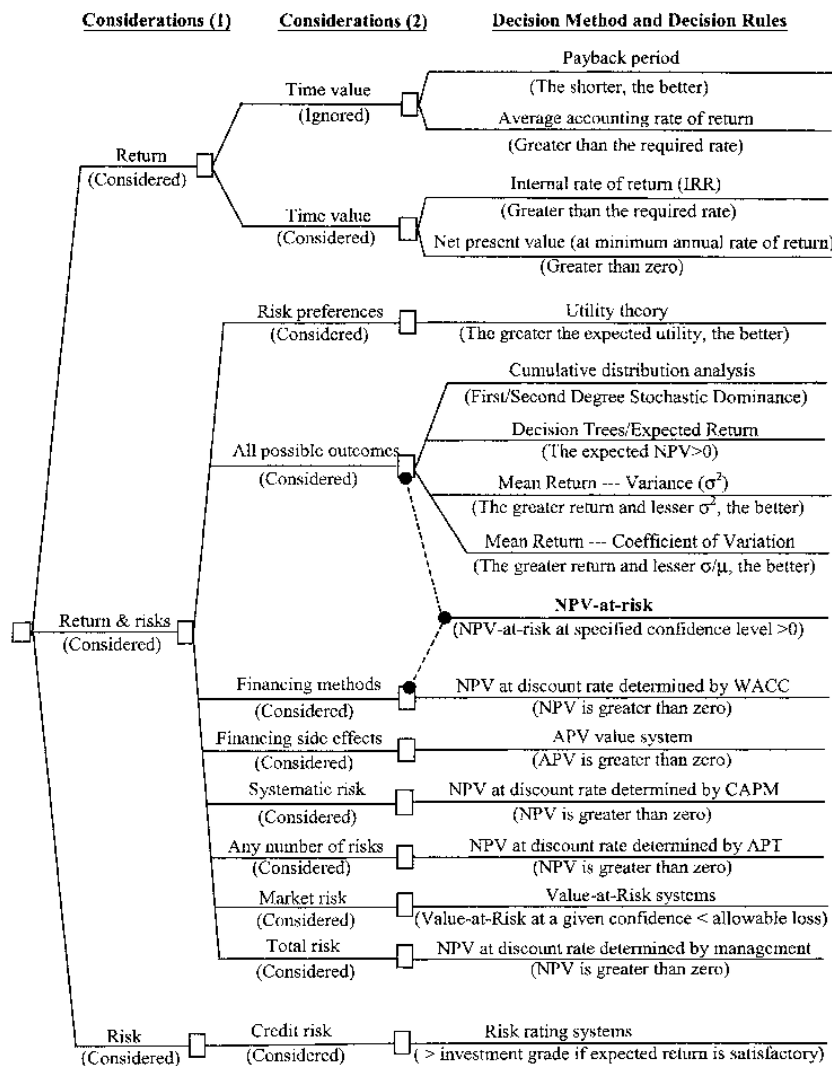 Considerations (1) Considerations (2) Decision Method and Decision Rules
Payback period
(The shorter, the better)
Time value
(Ignored)
Average accounting rate of return
(Greater than the required rate)
Return
(Considered)
Internal rate of return (IRR)
(Greater than the required rate)
Time value
(Considered)
Net present value (at minimum annual rate of return)
(Greater than zero)
Risk preferences
(Considered)
Utility theory
(The greater the expected utility, the better)
Cumulative distribution analysis
(First/Second Degree Stochastic Dominance)
Decision Trees/Expected Return
(The expected NPV>0)
All possible outcomes
(Considered)
Mean Return --- Variance (σ²)
(The greater return and lesser σ², the better)
Mean Return --- Coefficient of Variation
(The greater return and lesser σ/μ, the better)
NPV-at-risk
(NPV-at-risk at specified confidence level >0)
Return & risks
(Considered)
Financing methods
(Considered)
NPV at discount rate determined by WACC
(NPV is greater than zero)
Financing side effects
(Considered)
APV value system
(APV is greater than zero)
Systematic risk
(Considered)
NPV at discount rate determined by CAPM
(NPV is greater than zero)
Any number of risks
(Considered)
NPV at discount rate determined by APT
(NPV is greater than zero)
Market risk
(Considered)
Value-at-Risk systems
(Value-at-Risk at a given confidence < allowable loss)
Total risk
(Considered)
NPV at discount rate determined by management
(NPV is greater than zero)
Risk
(Considered)
Credit risk
(Considered)
Risk rating systems
( > investment grade if expected return is satisfactory)